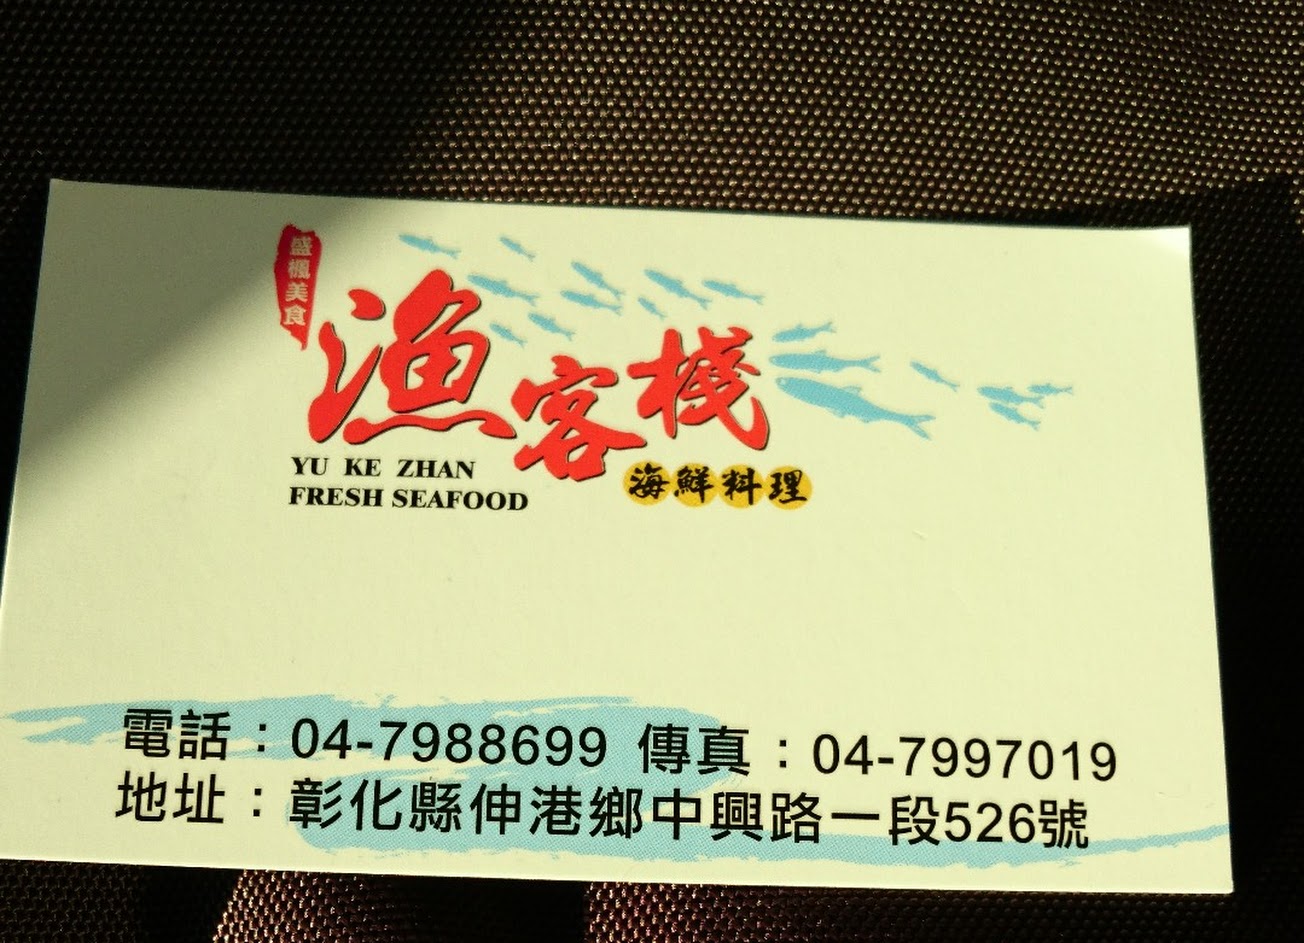 盛楓美食
漁客棧
YU KE ZHAN
FRESH SEAFOOD
海鮮料理
電話：04-7988699 傳真：04-7997019
地址：彰化縣伸港鄉中興路一段526號